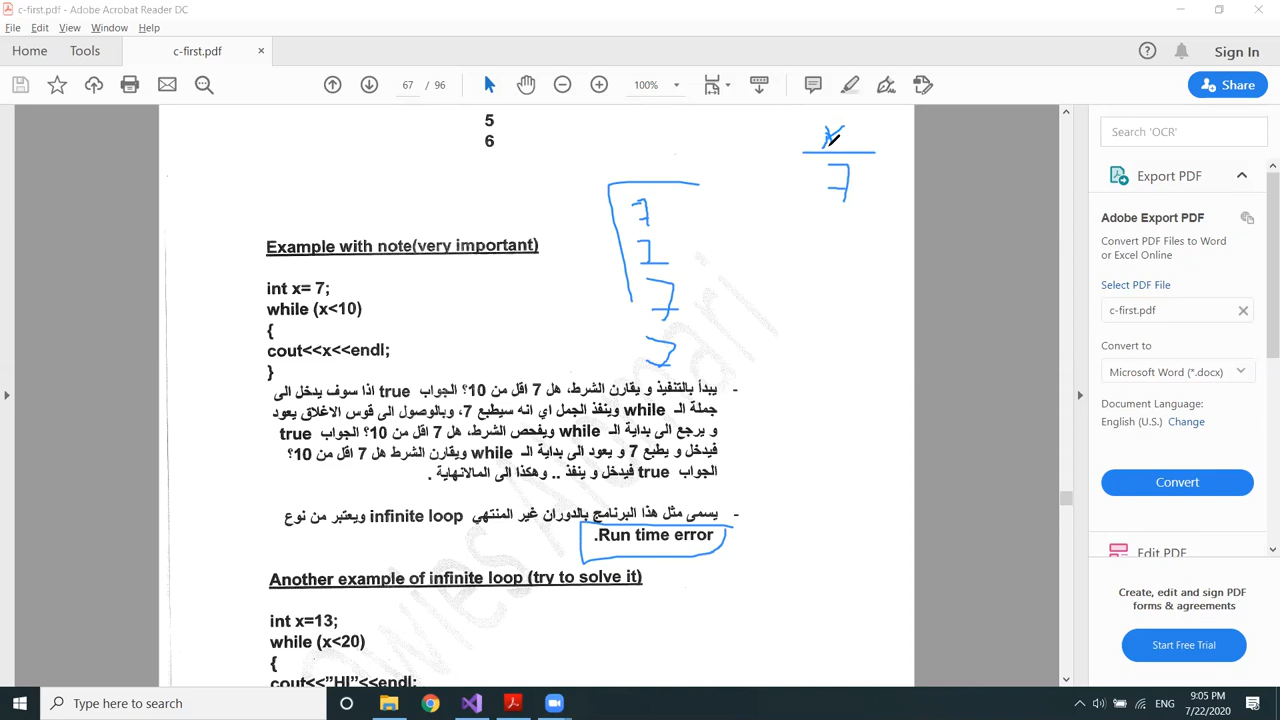 c-first.pdf - Adobe Acrobat Reader DC
File Edit View Window Help
Home Tools c-first.pdf × Sign In
67 / 96 100% Share
5
6
x
7
7
7
7
Example with note(very important)
int x= 7;
while (x<10)
{
cout<<x<<endl;
}
- يبدأ بالتنفيذ و يقارن الشرط، هل 7 اقل من 10؟ الجواب true اذا سوف يدخل الى
جملة الـ while وينفذ الجمل اي انه سيطبع 7، وبالوصول الى قوس الاغلاق يعود
و يرجع الى بداية الـ while ويفحص الشرط، هل 7 اقل من 10؟ الجواب true
فيدخل و يطبع 7 و يعود الى بداية الـ while ويقارن الشرط هل 7 اقل من 10؟
الجواب true فيدخل و ينفذ .. وهكذا الى المالانهاية .
- يسمى مثل هذا البرنامج بالدوران غير المنتهي infinite loop ويعتبر من نوع
Run time error.
Another example of infinite loop (try to solve it)
int x=13;
while (x<20)
{
cout<<"HI"<<endl;
Search 'OCR'
Export PDF
Adobe Export PDF
Convert PDF Files to Word
or Excel Online
Select PDF File
c-first.pdf
Convert to
Microsoft Word (*.docx)
Document Language:
English (U.S.) Change
Convert
Edit PDF
Create, edit and sign PDF
forms & agreements
Start Free Trial
Type here to search
ENG
9:05 PM
7/22/2020